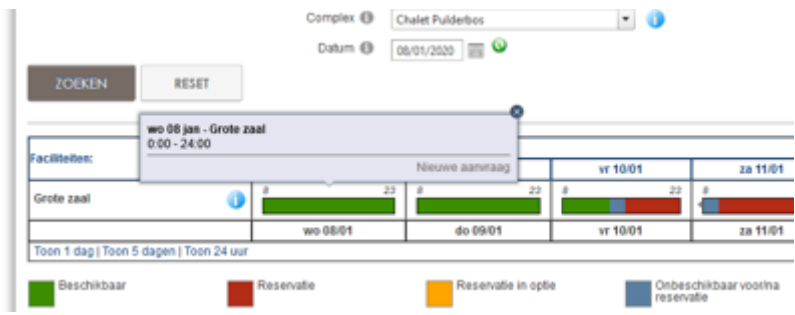 Complex Chalet Pulderbos
Datum 08/01/2020
ZOEKEN RESET
wo 08 jan - Grote zaal
0:00 - 24:00
Nieuwe aanvraag
Faciliteiten:
vr 10/01 za 11/01
Grote zaal 8 23 8 23 8 23 8
wo 08/01 do 09/01 vr 10/01 za 11/01
Toon 1 dag | Toon 5 dagen | Toon 24 uur
Beschikbaar Reservatie Reservatie in optie Onbeschikbaar voor/na
reservatie